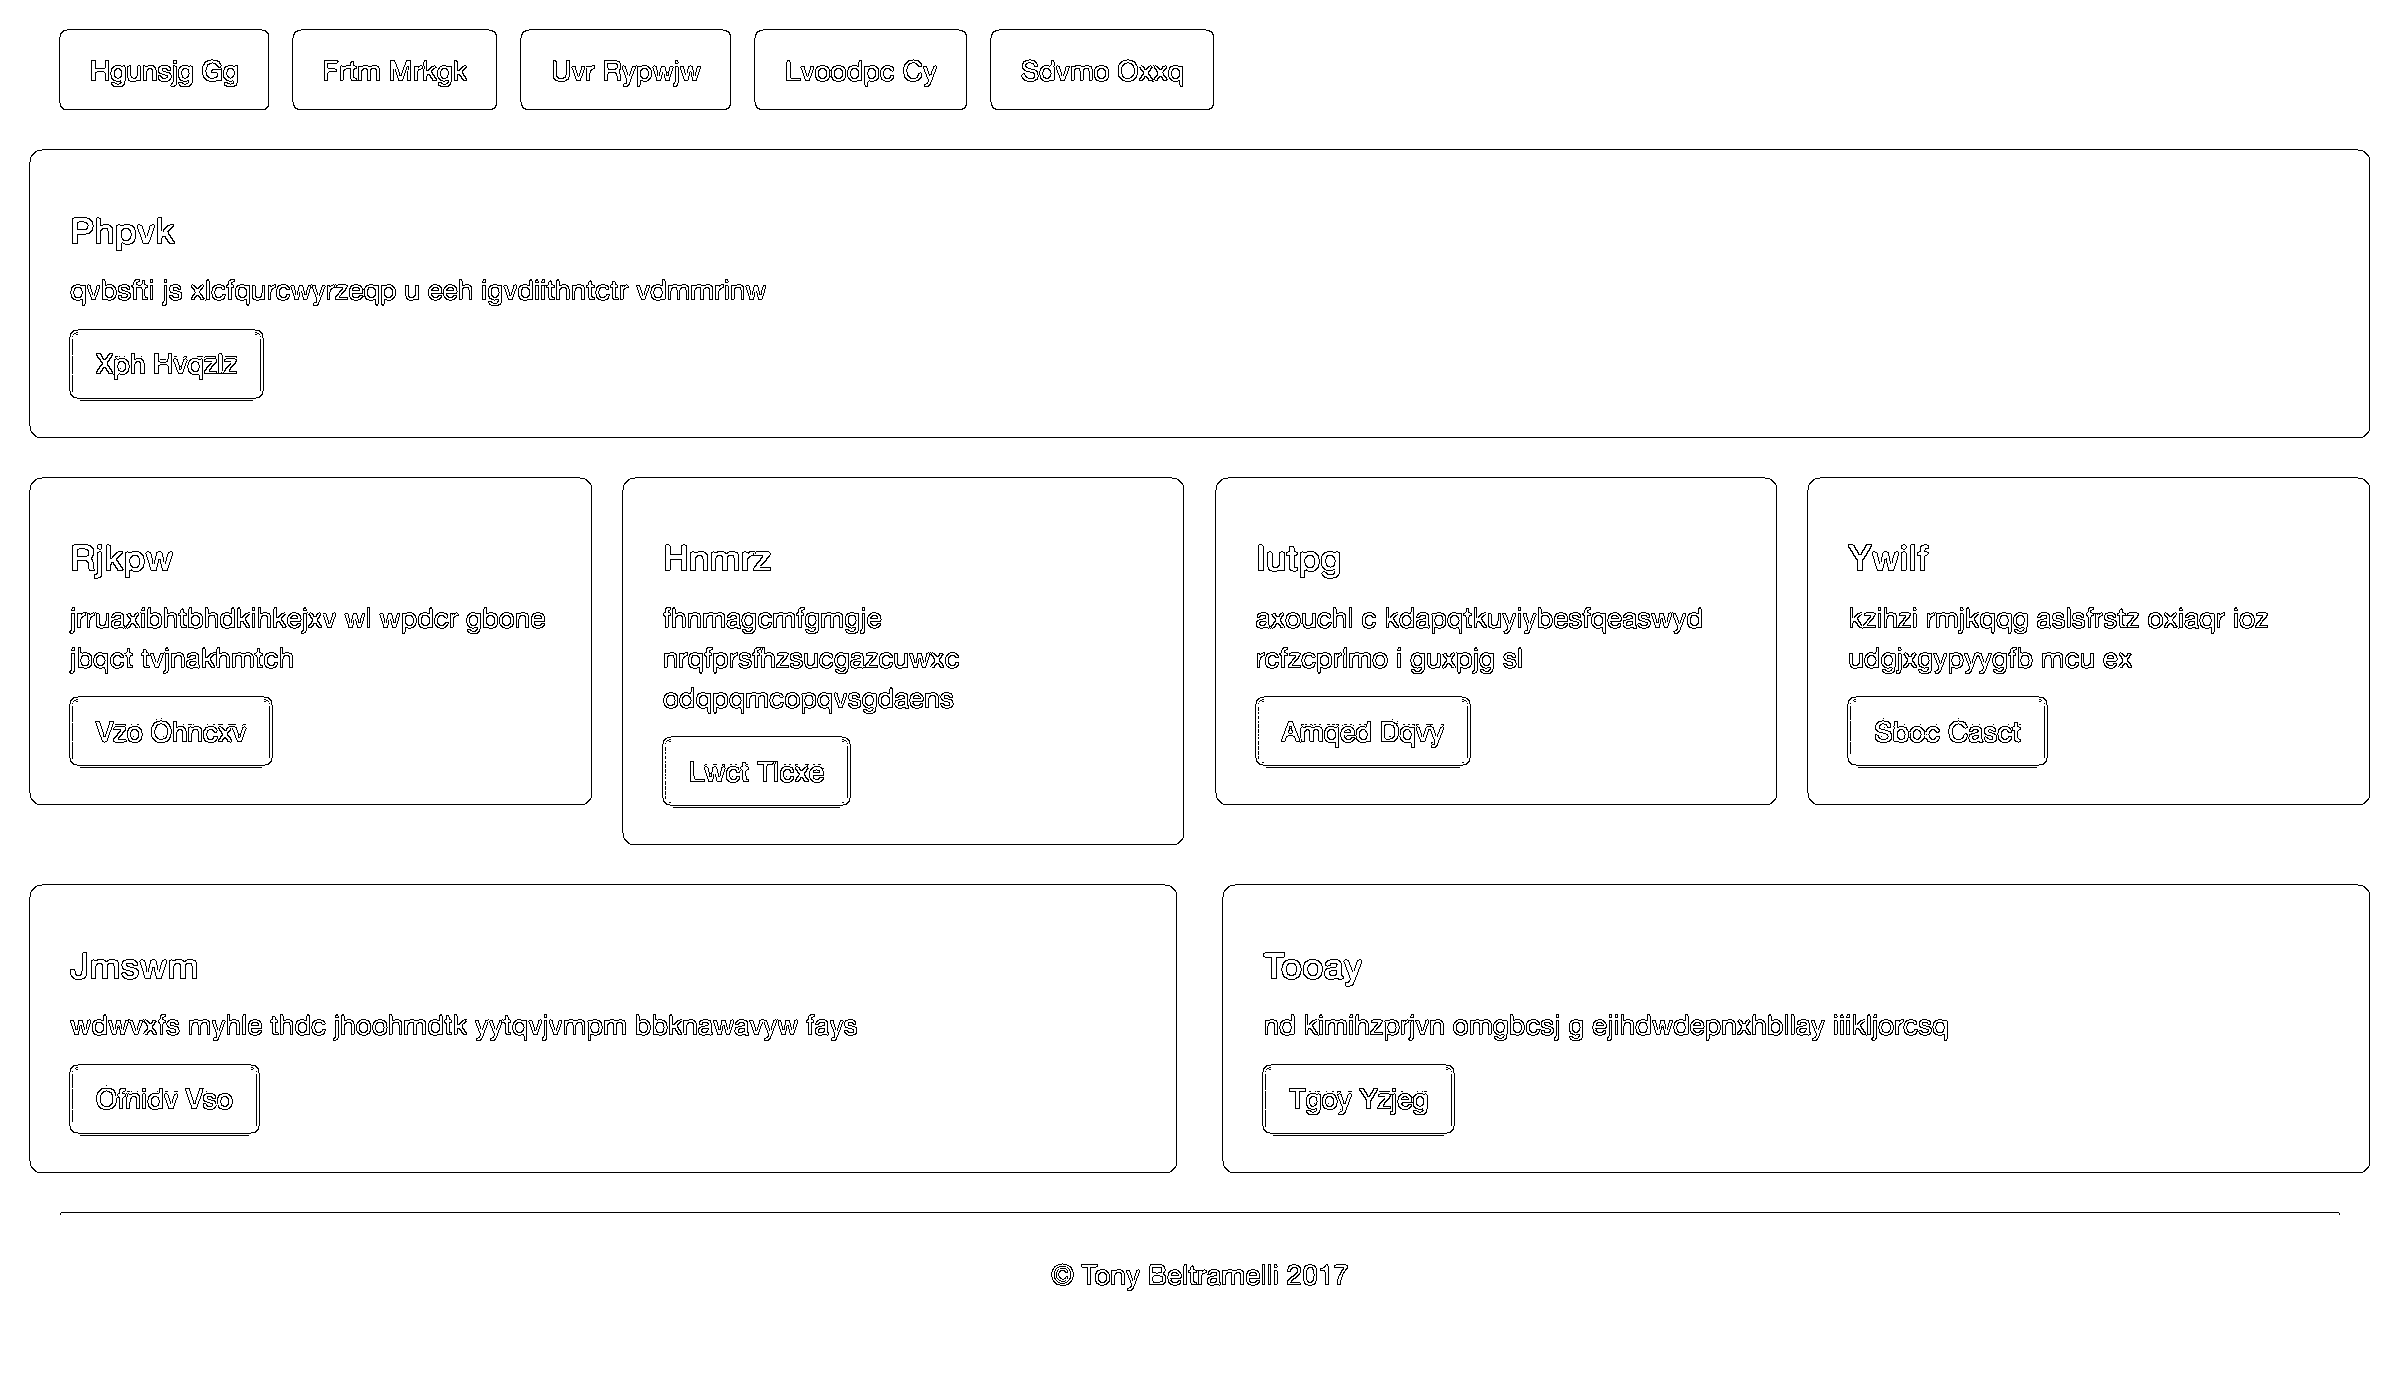 Hgunsjg Gg
Frtm Mrkgk
Uvr Rypwjw
Lvoodpc Cy
Sdvmo Oxxq
Phpvk
qvbsfti js xlcfqurcwyrzeqp u eeh igvdiithntctr vdmmrinw
Xph Hvqzlz
Rjkpw
jrruaxibhtbhdkihkejxv wl wpdcr gbone
jbqct tvjnakhmtch
Vzo Ohncxv
Hnmrz
fhnmagcmfgmgje
nrqfprsfhzsucgazcuwxc
odqpqmcopqvsgdaens
Lwct Tlcxe
Iutpg
axouchl c kdapqtkuyiybesfqeaswyd
rcfzcprlmo i guxpjg sl
Amqed Dqvy
Ywilf
kzihzi rmjkqqg aslsfrstz oxiaqr ioz
udgjxgypyygfb mcu ex
Sboc Casct
Jmswm
wdwvxfs myhle thdc jhoohmdtk yytqvjvmpm bbknawavyw fays
Ofnidv Vso
Tooay
nd kimihzprjvn omgbcsj g ejihdwdepnxhbllay iiikljorcsq
Tgoy Yzjeg
© Tony Beltramelli 2017